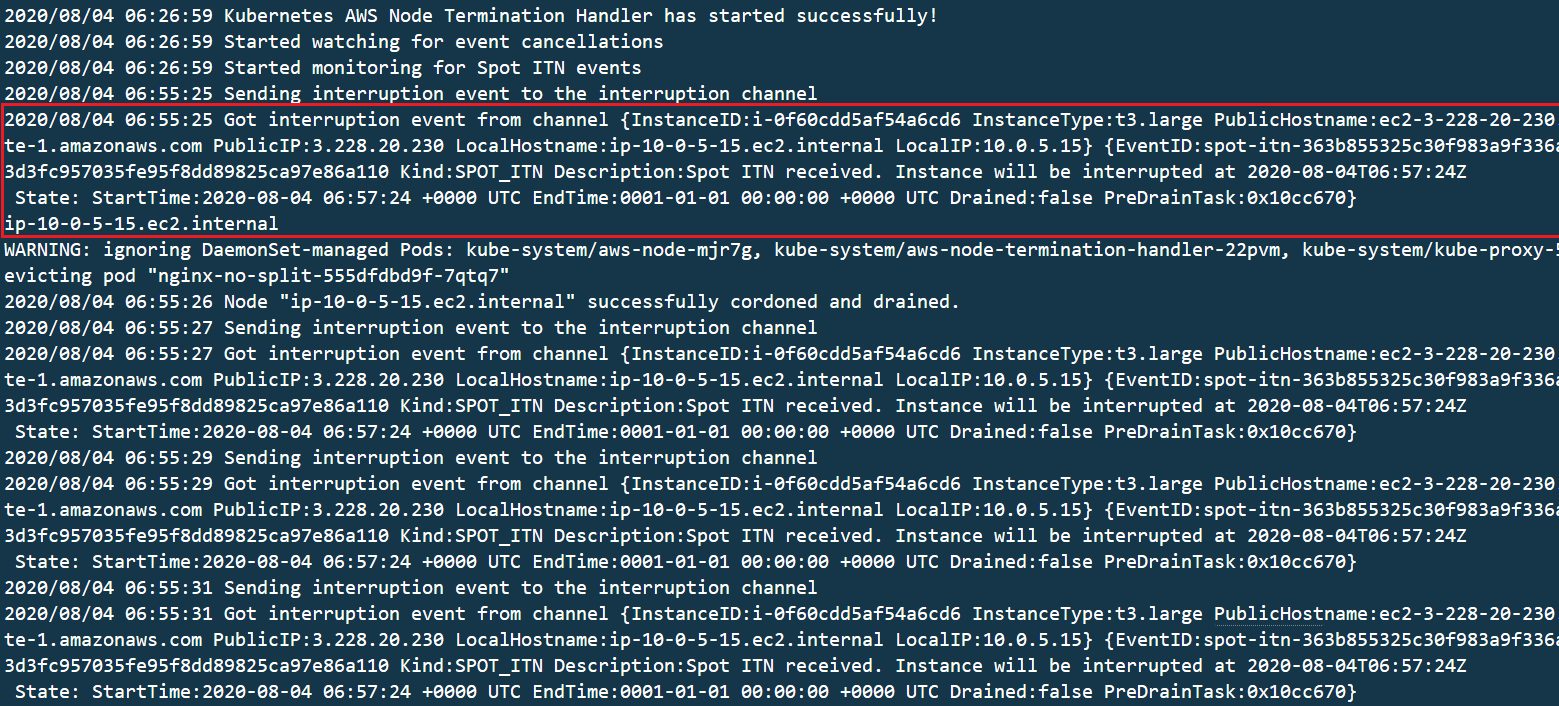 2020/08/04 06:26:59 Kubernetes AWS Node Termination Handler has started successfully!
2020/08/04 06:26:59 Started watching for event cancellations
2020/08/04 06:26:59 Started monitoring for Spot ITN events
2020/08/04 06:55:25 Sending interruption event to the interruption channel
2020/08/04 06:55:25 Got interruption event from channel {InstanceID:i-0f60cdd5af54a6cd6 InstanceType:t3.large PublicHostname:ec2-3-228-20-230
te-1.amazonaws.com PublicIP:3.228.20.230 LocalHostname:ip-10-0-5-15.ec2.internal LocalIP:10.0.5.15} {EventID:spot-itn-363b855325c30f983a9f336a
3d3fc957035fe95f8dd89825ca97e86a110 Kind:SPOT_ITN Description:Spot ITN received. Instance will be interrupted at 2020-08-04T06:57:24Z
State: StartTime:2020-08-04 06:57:24 +0000 UTC EndTime:0001-01-01 00:00:00 +0000 UTC Drained:false PreDrainTask:0x10cc670}
ip-10-0-5-15.ec2.internal
WARNING: ignoring DaemonSet-managed Pods: kube-system/aws-node-mjr7g, kube-system/aws-node-termination-handler-22pvm, kube-system/kube-proxy-5
evicting pod "nginx-no-split-555dfdbd9f-7qtq7"
2020/08/04 06:55:26 Node "ip-10-0-5-15.ec2.internal" successfully cordoned and drained.
2020/08/04 06:55:27 Sending interruption event to the interruption channel
2020/08/04 06:55:27 Got interruption event from channel {InstanceID:i-0f60cdd5af54a6cd6 InstanceType:t3.large PublicHostname:ec2-3-228-20-230
te-1.amazonaws.com PublicIP:3.228.20.230 LocalHostname:ip-10-0-5-15.ec2.internal LocalIP:10.0.5.15} {EventID:spot-itn-363b855325c30f983a9f336a
3d3fc957035fe95f8dd89825ca97e86a110 Kind:SPOT_ITN Description:Spot ITN received. Instance will be interrupted at 2020-08-04T06:57:24Z
State: StartTime:2020-08-04 06:57:24 +0000 UTC EndTime:0001-01-01 00:00:00 +0000 UTC Drained:false PreDrainTask:0x10cc670}
2020/08/04 06:55:29 Sending interruption event to the interruption channel
2020/08/04 06:55:29 Got interruption event from channel {InstanceID:i-0f60cdd5af54a6cd6 InstanceType:t3.large PublicHostname:ec2-3-228-20-230
te-1.amazonaws.com PublicIP:3.228.20.230 LocalHostname:ip-10-0-5-15.ec2.internal LocalIP:10.0.5.15} {EventID:spot-itn-363b855325c30f983a9f336a
3d3fc957035fe95f8dd89825ca97e86a110 Kind:SPOT_ITN Description:Spot ITN received. Instance will be interrupted at 2020-08-04T06:57:24Z
State: StartTime:2020-08-04 06:57:24 +0000 UTC EndTime:0001-01-01 00:00:00 +0000 UTC Drained:false PreDrainTask:0x10cc670}
2020/08/04 06:55:31 Sending interruption event to the interruption channel
2020/08/04 06:55:31 Got interruption event from channel {InstanceID:i-0f60cdd5af54a6cd6 InstanceType:t3.large PublicHostname:ec2-3-228-20-230
te-1.amazonaws.com PublicIP:3.228.20.230 LocalHostname:ip-10-0-5-15.ec2.internal LocalIP:10.0.5.15} {EventID:spot-itn-363b855325c30f983a9f336a
3d3fc957035fe95f8dd89825ca97e86a110 Kind:SPOT_ITN Description:Spot ITN received. Instance will be interrupted at 2020-08-04T06:57:24Z
State: StartTime:2020-08-04 06:57:24 +0000 UTC EndTime:0001-01-01 00:00:00 +0000 UTC Drained:false PreDrainTask:0x10cc670}